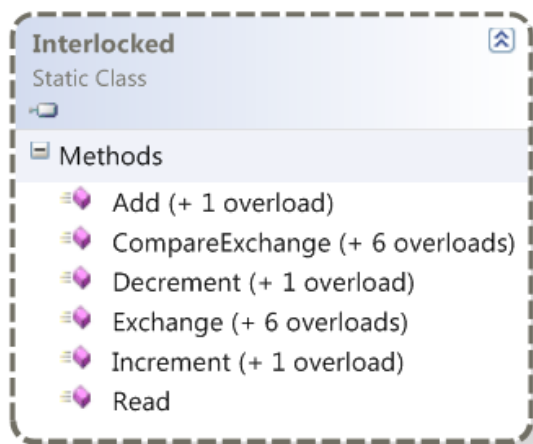 Interlocked
Static Class
Methods
Add (+ 1 overload)
CompareExchange (+ 6 overloads)
Decrement (+ 1 overload)
Exchange (+ 6 overloads)
Increment (+ 1 overload)
Read